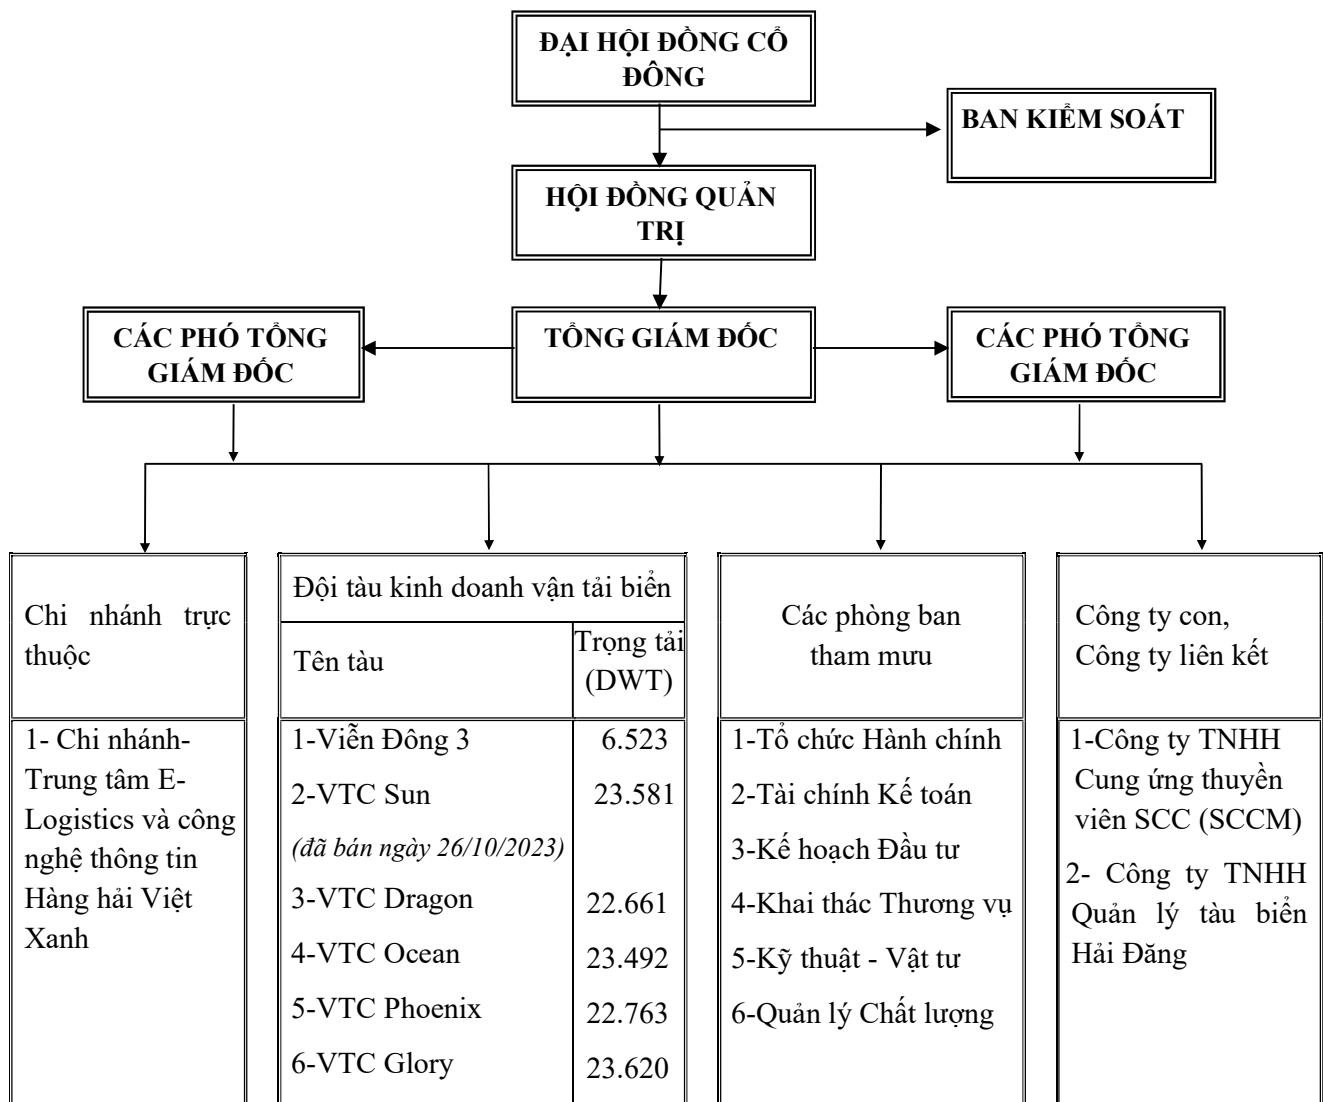 ĐẠI HỘI ĐỒNG CỔ
ĐÔNG
BAN KIỂM SOÁT
HỘI ĐỒNG QUẢN
TRỊ
CÁC PHÓ TỔNG
GIÁM ĐỐC
TỔNG GIÁM ĐỐC
CÁC PHÓ TỔNG
GIÁM ĐỐC
Chi nhánh trực
thuộc
1- Chi nhánh-
Trung tâm E-
Logistics và công
nghệ thông tin
Hàng hải Việt
Xanh
Đội tàu kinh doanh vận tải biển
Tên tàu
Trọng tải
(DWT)
1-Viễn Đông 3 6.523
2-VTC Sun 23.581
(đã bán ngày 26/10/2023)
3-VTC Dragon 22.661
4-VTC Ocean 23.492
5-VTC Phoenix 22.763
6-VTC Glory 23.620
Các phòng ban
tham mưu
1-Tổ chức Hành chính
2-Tài chính Kế toán
3-Kế hoạch Đầu tư
4-Khai thác Thương vụ
5-Kỹ thuật - Vật tư
6-Quản lý Chất lượng
Công ty con,
Công ty liên kết
1-Công ty TNHH
Cung ứng thuyền
viên SCC (SCCM)
2- Công ty TNHH
Quản lý tàu biển
Hải Đăng